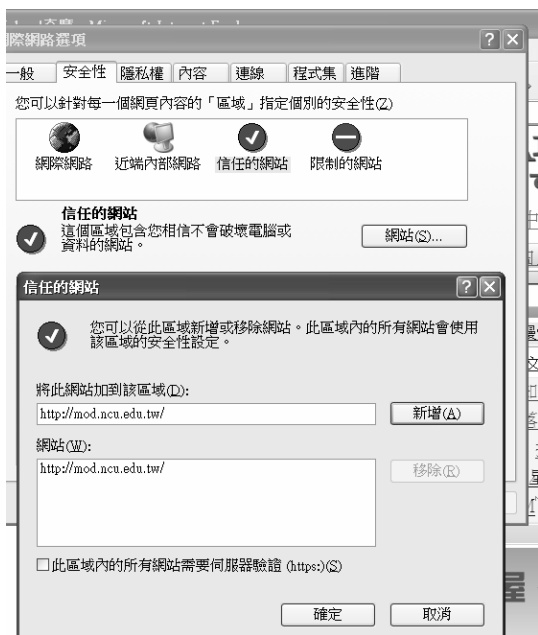 際網路選項
一般 安全性 隱私權 內容 連線 程式集 進階
您可以針對每一個網頁內容的「區域」指定個別的安全性(Z)
網際網路 近端內部網路 信任的網站 限制的網站
信任的網站
這個區域包含您相信不會破壞電腦或
資料的網站。
網站(S)...
信任的網站
您可以從此區域新增或移除網站。此區域內的所有網站會使用
該區域的安全性設定。
將此網站加到該區域(D):
http://mod.ncu.edu.tw/
新增(A)
網站(W):
http://mod.ncu.edu.tw/
移除(R)
此區域內的所有網站需要伺服器驗證 (https:)(S)
確定 取消